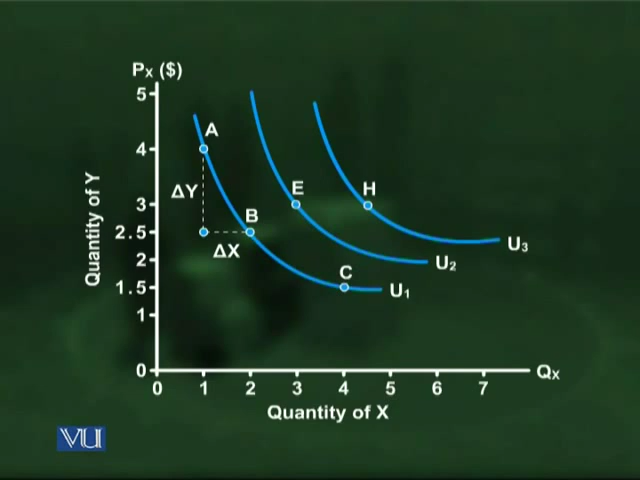 Px ($)
5
A
4
ΔY
3
E
H
B
2.5
ΔX
2
C
1.5
1
0
U₁
U₂
U₃
Quantity of Y
0 1 2 3 4 5 6 7
Qx
Quantity of X
VU